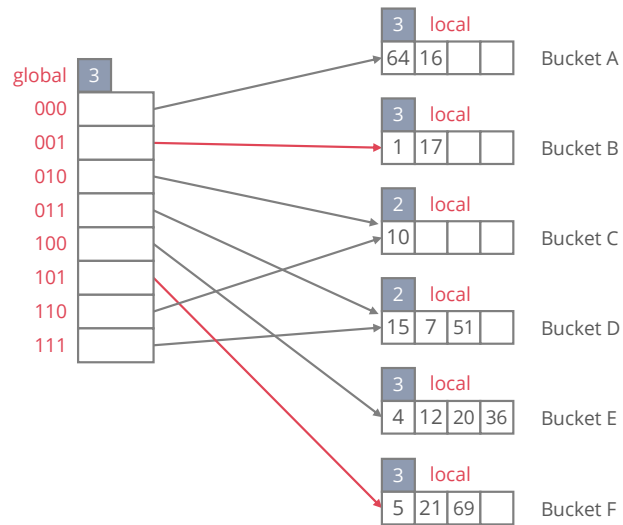 global 3
000
001
010
011
100
101
110
111
3 local
64 16 Bucket A
3 local
1 17 Bucket B
2 local
10 Bucket C
2 local
15 7 51 Bucket D
3 local
4 12 20 36 Bucket E
3 local
5 21 69 Bucket F